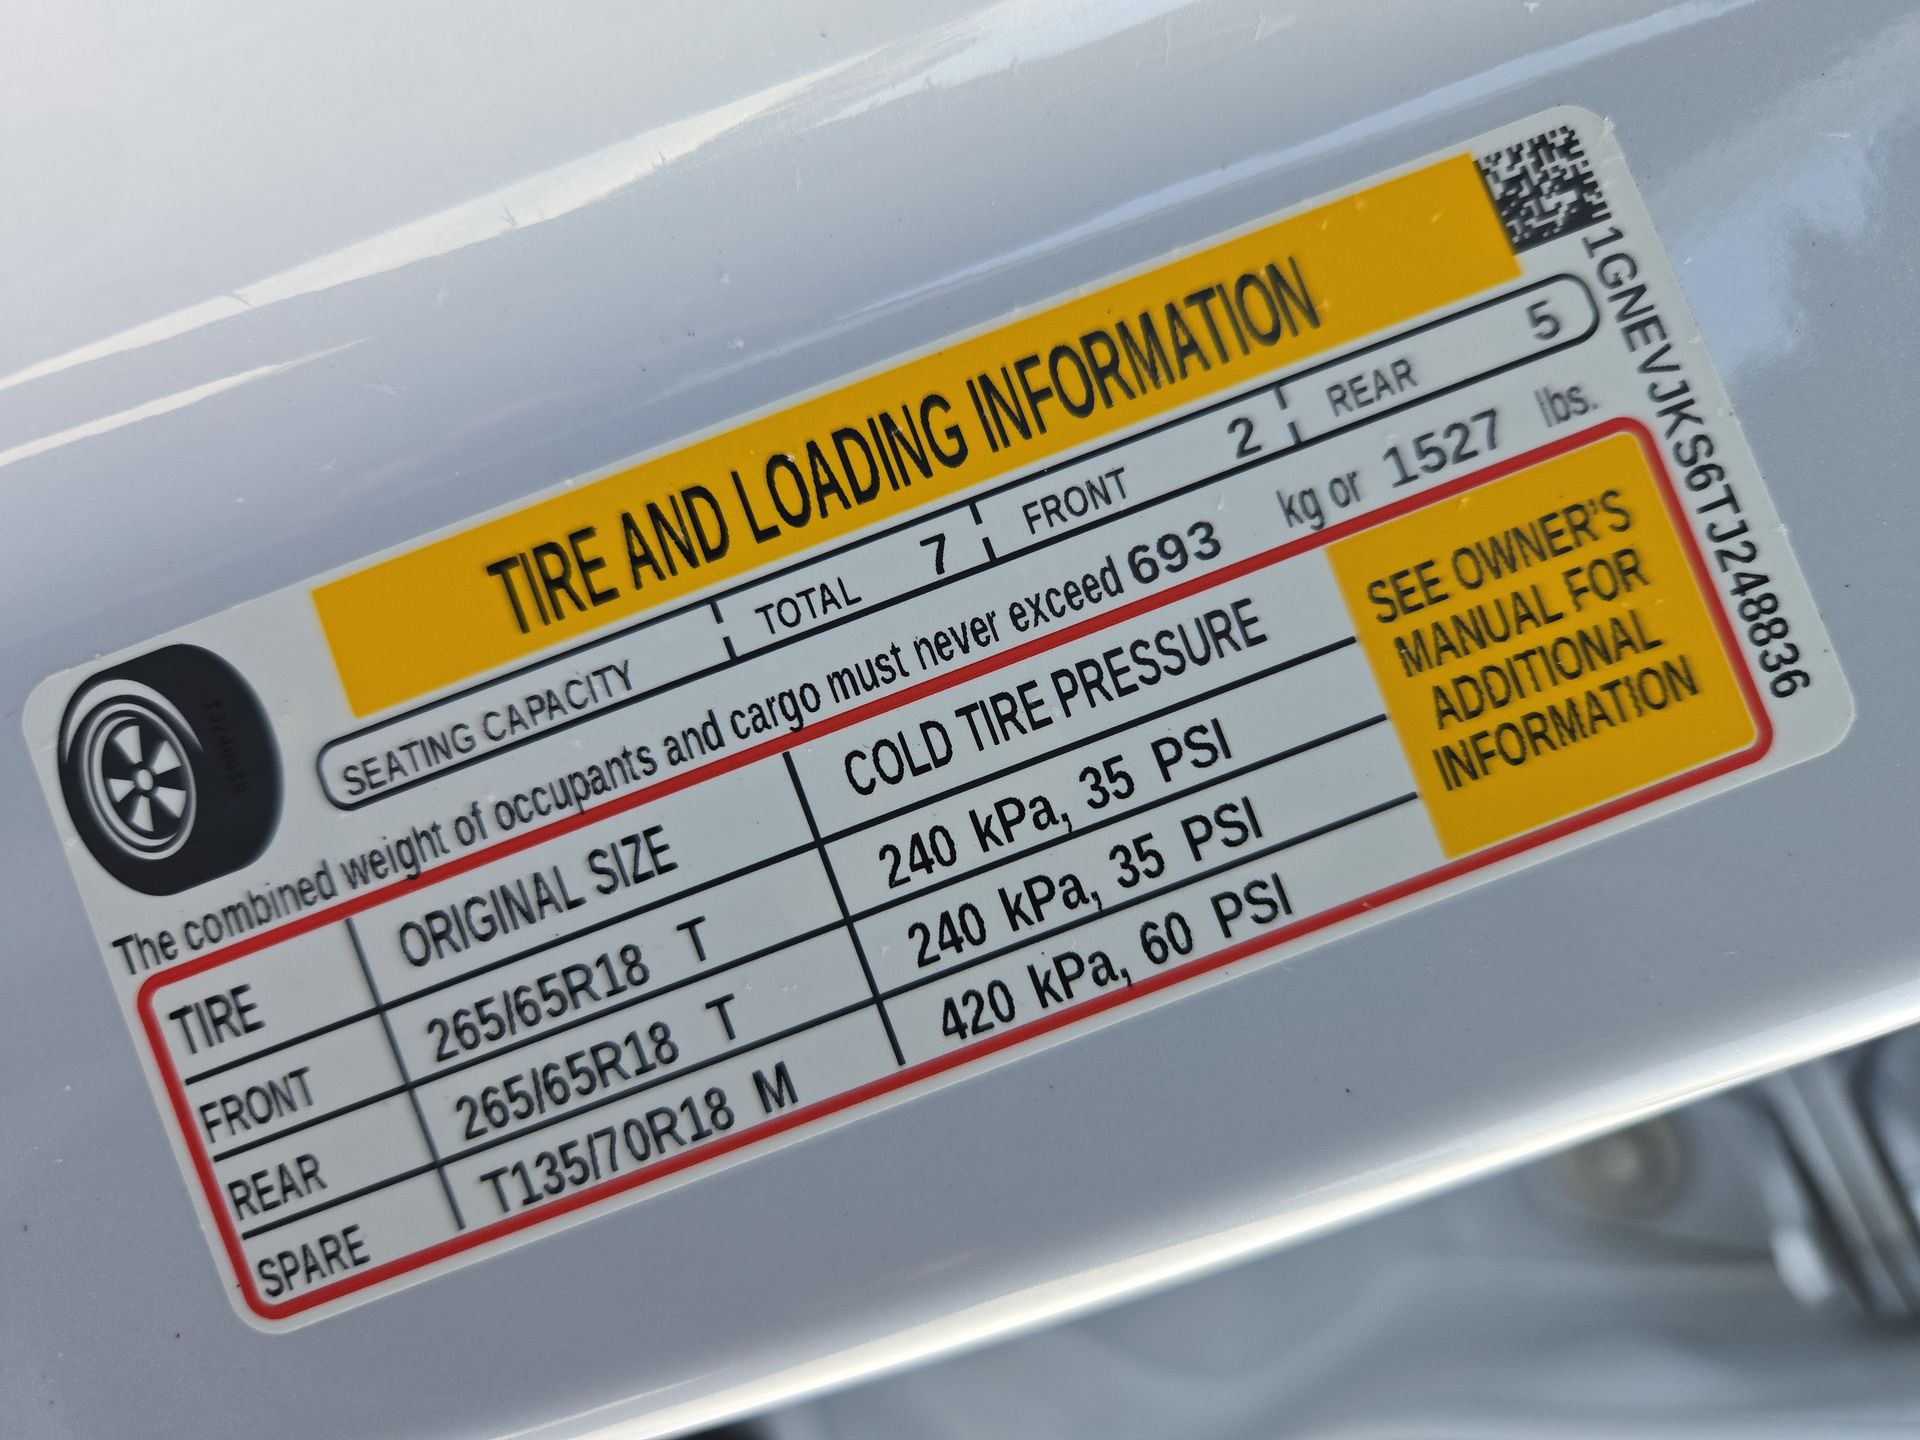 TIRE AND LOADING INFORMATION
SEATING CAPACITY TOTAL 7 FRONT 2 REAR 5
The combined weight of occupants and cargo must never exceed 693 kg or 1527 lbs.
TIRE ORIGINAL SIZE COLD TIRE PRESSURE
FRONT 265/65R18 T 240 kPa, 35 PSI
REAR 265/65R18 T 240 kPa, 35 PSI
SPARE T135/70R18 M 420 kPa, 60 PSI
SEE OWNER'S
MANUAL FOR
ADDITIONAL
INFORMATION
1GNEVJKS6TJ248836